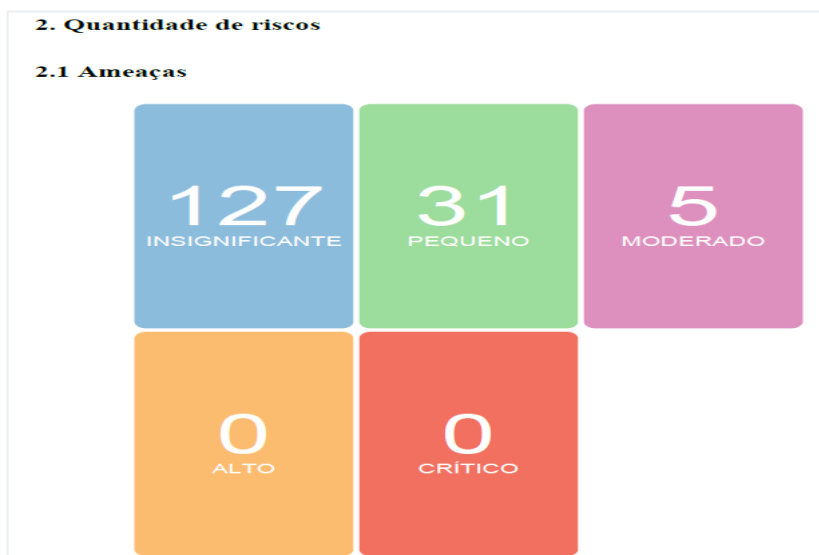 2. Quantidade de riscos
2.1 Ameaças
127 31 5
INSIGNIFICANTE PEQUENO MODERADO
0 0
ALTO CRÍTICO